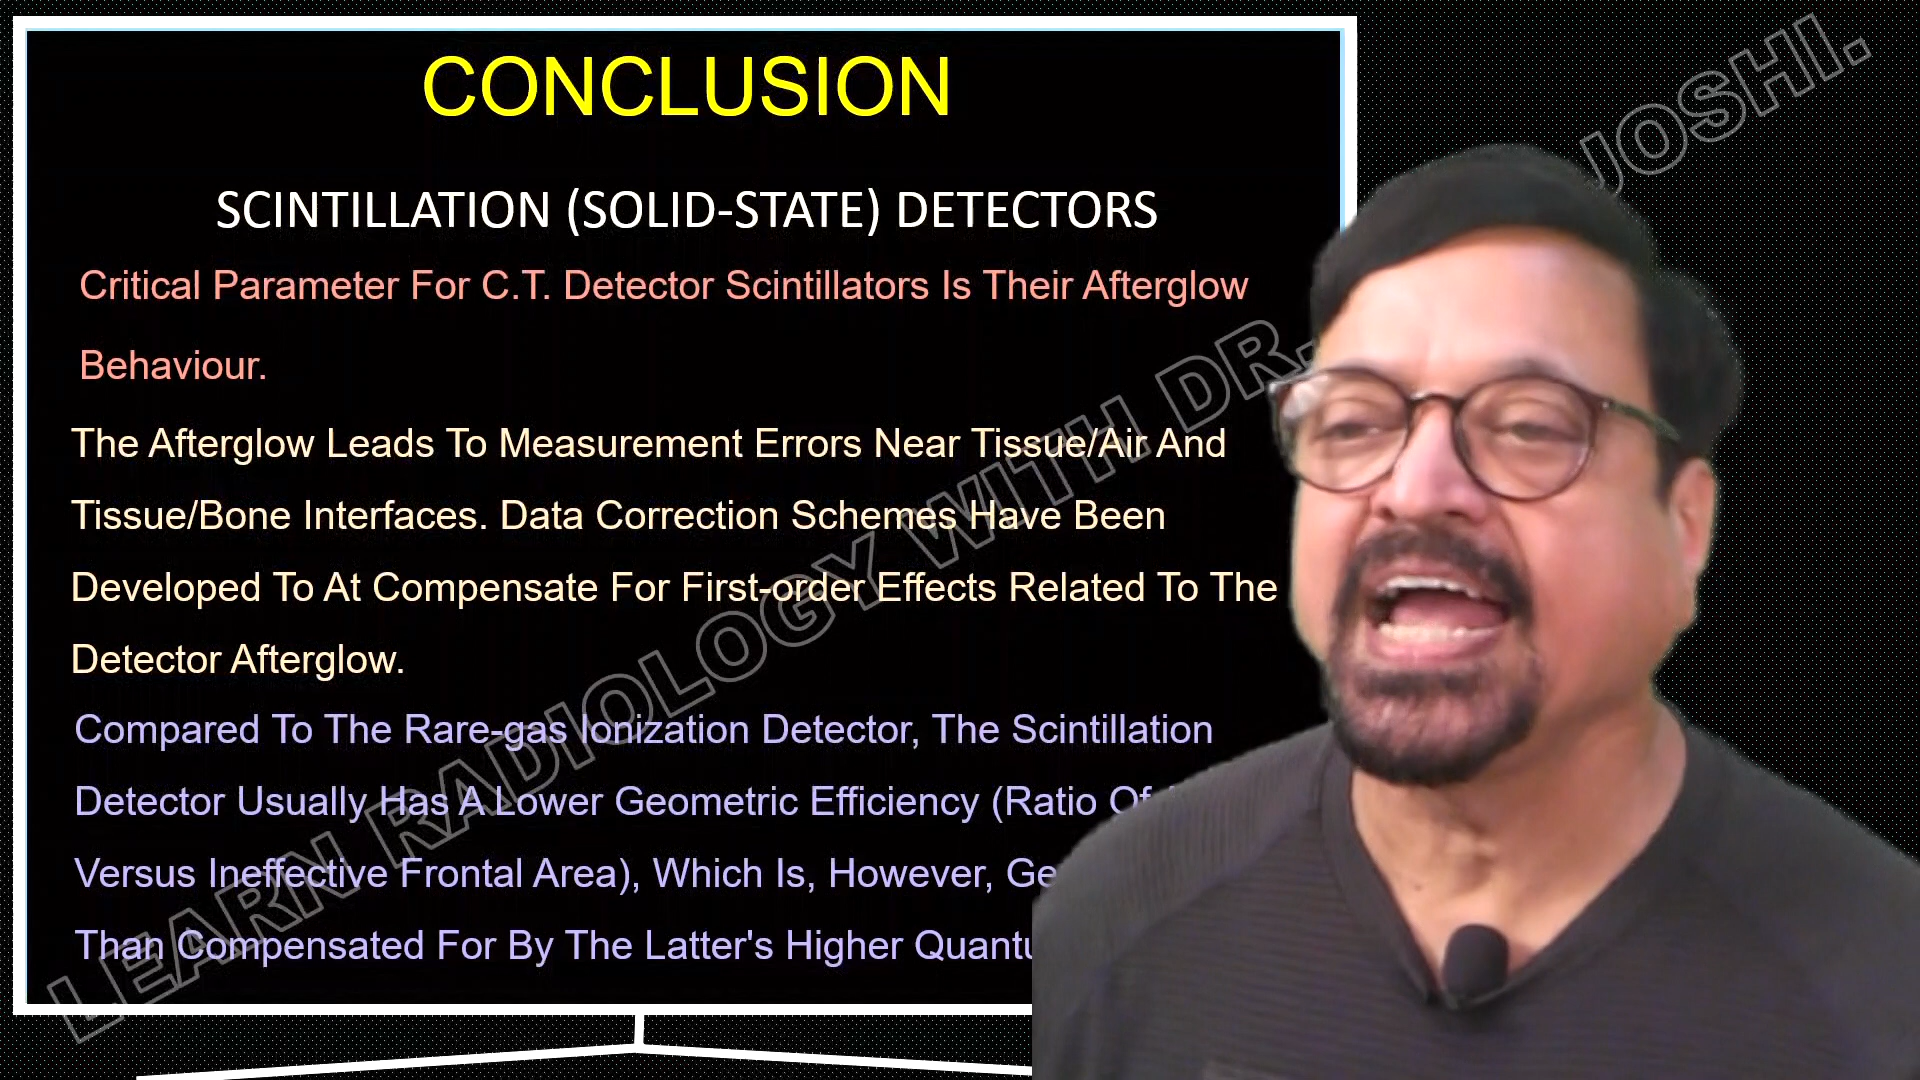 CONCLUSION
SCINTILLATION (SOLID-STATE) DETECTORS
Critical Parameter For C.T. Detector Scintillators Is Their Afterglow
Behaviour.
The Afterglow Leads To Measurement Errors Near Tissue/Air And
Tissue/Bone Interfaces. Data Correction Schemes Have Been
Developed To At Compensate For First-order Effects Related To The
Detector Afterglow.
Compared To The Rare-gas Ionization Detector, The Scintillation
Detector Usually Has A Lower Geometric Efficiency (Ratio Of
Versus Ineffective Frontal Area), Which Is, However,
Than Compensated For By The Latter's Higher
LEARN RADIOLOGY WITH DR. JOSHI.